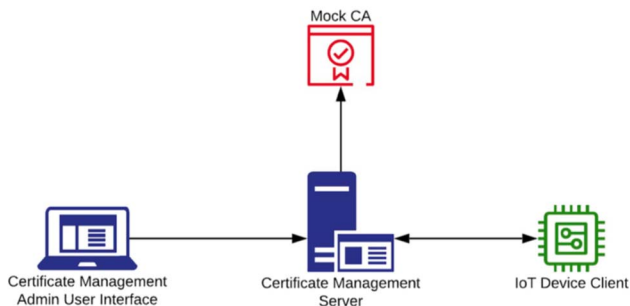 Mock CA
Certificate Management
Admin User Interface
Certificate Management
Server
IoT Device Client